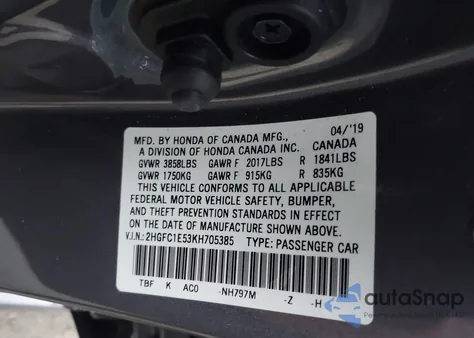 MFD. BY HONDA OF CANADA MFG., 04/'19
A DIVISION OF HONDA CANADA INC. CANADA
GVWR 3858LBS GAWR F 2017LBS R 1841LBS
GVWR 1750KG GAWR F 915KG R 835KG
THIS VEHICLE CONFORMS TO ALL APPLICABLE
FEDERAL MOTOR VEHICLE SAFETY, BUMPER,
AND THEFT PREVENTION STANDARDS IN EFFECT
ON THE DATE OF MANUFACTURE SHOWN ABOVE.
V.I.N.: 2HGFC1E53KH705385 TYPE: PASSENGER CAR
TBF K AC0 -NH797M -Z -H
autoSnap